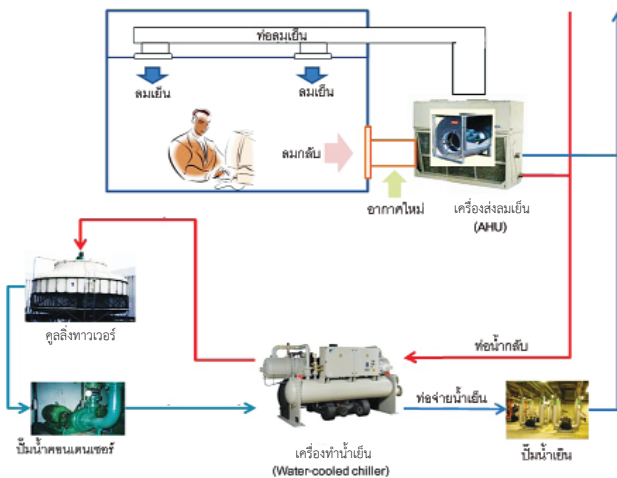 ท่อลมเย็น
ลมเย็น
ลมเย็น
ลมกลับ
อากาศใหม่
เครื่องส่งลมเย็น
(AHU)
คูลลิ่งทาวเวอร์
ท่อน้ำกลับ
ท่อจ่ายน้ำเย็น
ปั๊มน้ำคอนเดนเซอร์
เครื่องทำน้ำเย็น
(Water-cooled chiller)
ปั๊มน้ำเย็น